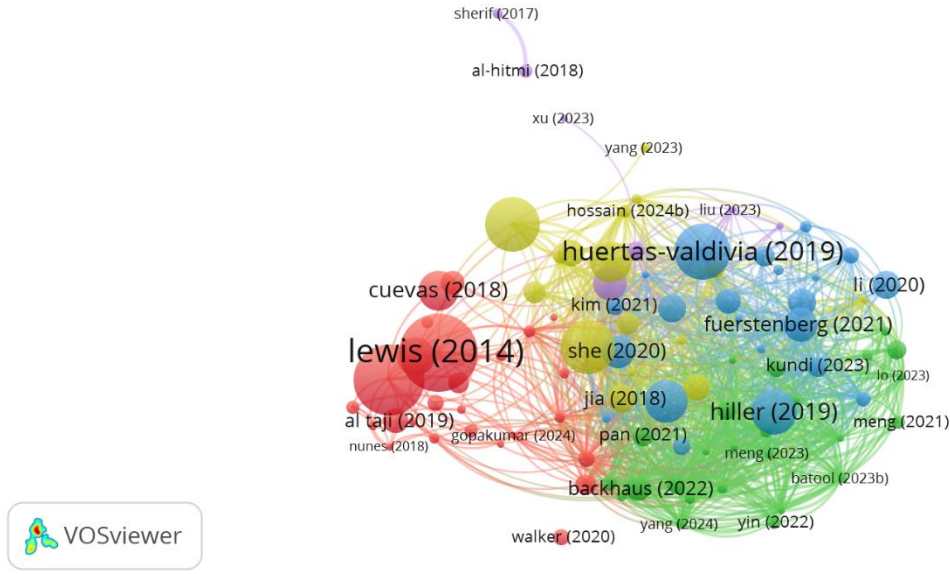 sherif (2017)
al-hitmi (2018)
xu (2023)
yang (2023)
hossain (2024b)
liu (2023)
huertas-valdivia (2019)
cuevas (2018)
li (2020)
kim (2021)
fuerstenberg (2021)
lewis (2014)
she (2020)
kundi (2023)
lo (2023)
jia (2018)
hiller (2019)
al taji (2019)
meng (2021)
gopakumar (2024)
pan (2021)
nunes (2018)
meng (2023)
batool (2023b)
backhaus (2022)
yang (2024)
yin (2022)
walker (2020)
VOSviewer